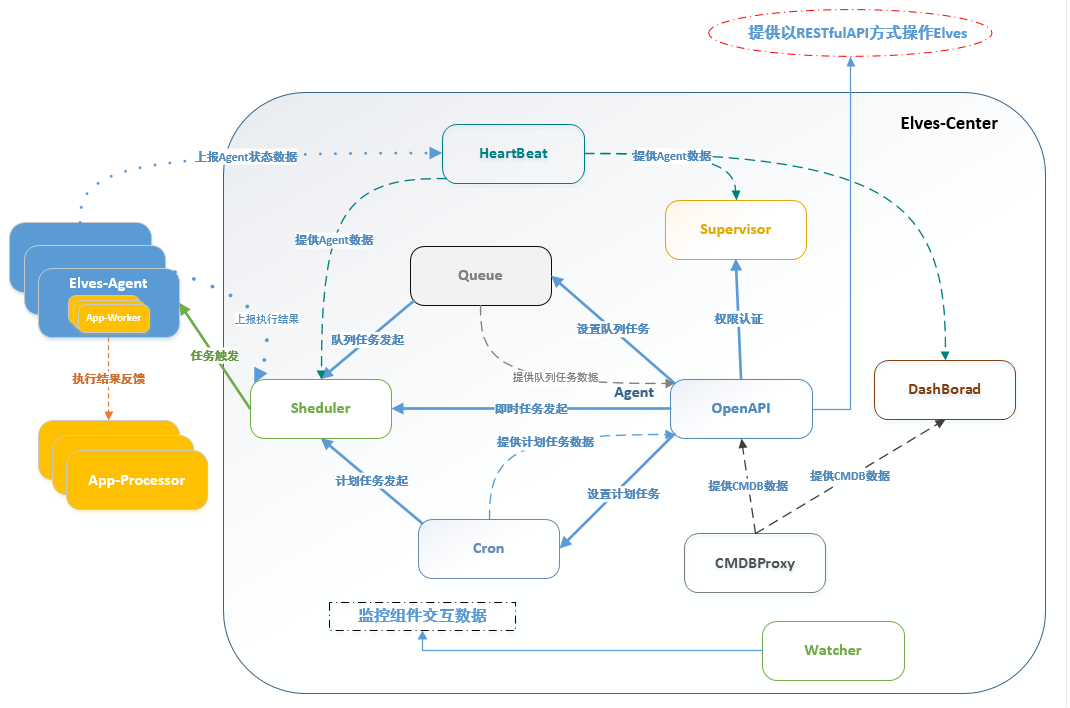 提供以RESTfulAPI方式操作Elves
Elves-Center
HeartBeat
上报Agent状态数据
提供Agent数据
Supervisor
提供Agent数据
Queue
Elves-Agent
App-Worker
上报执行结果
设置队列任务
权限认证
队列任务发起
任务触发
执行结果反馈
提供队列任务数据
Agent
DashBorad
Sheduler
即时任务发起
OpenAPI
提供计划任务数据
App-Processor
计划任务发起
设置计划任务
提供CMDB数据
提供CMDB数据
Cron
CMDBProxy
监控组件交互数据
Watcher